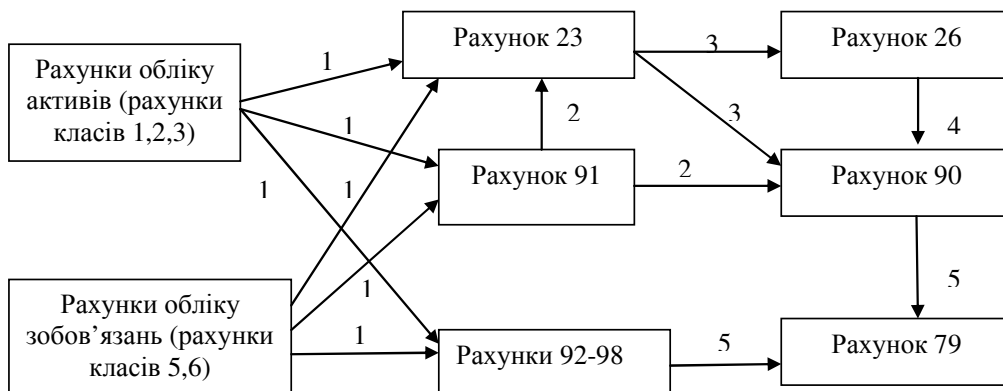 Рахунок 23
3
Рахунок 26
1
Рахунки обліку
активів (рахунки
класів 1,2,3)
2
3
4
1
Рахунок 91
2
Рахунок 90
1
1
Рахунки обліку
зобов’язань (рахунки
класів 5,6)
1
5
1
Рахунки 92-98
5
Рахунок 79